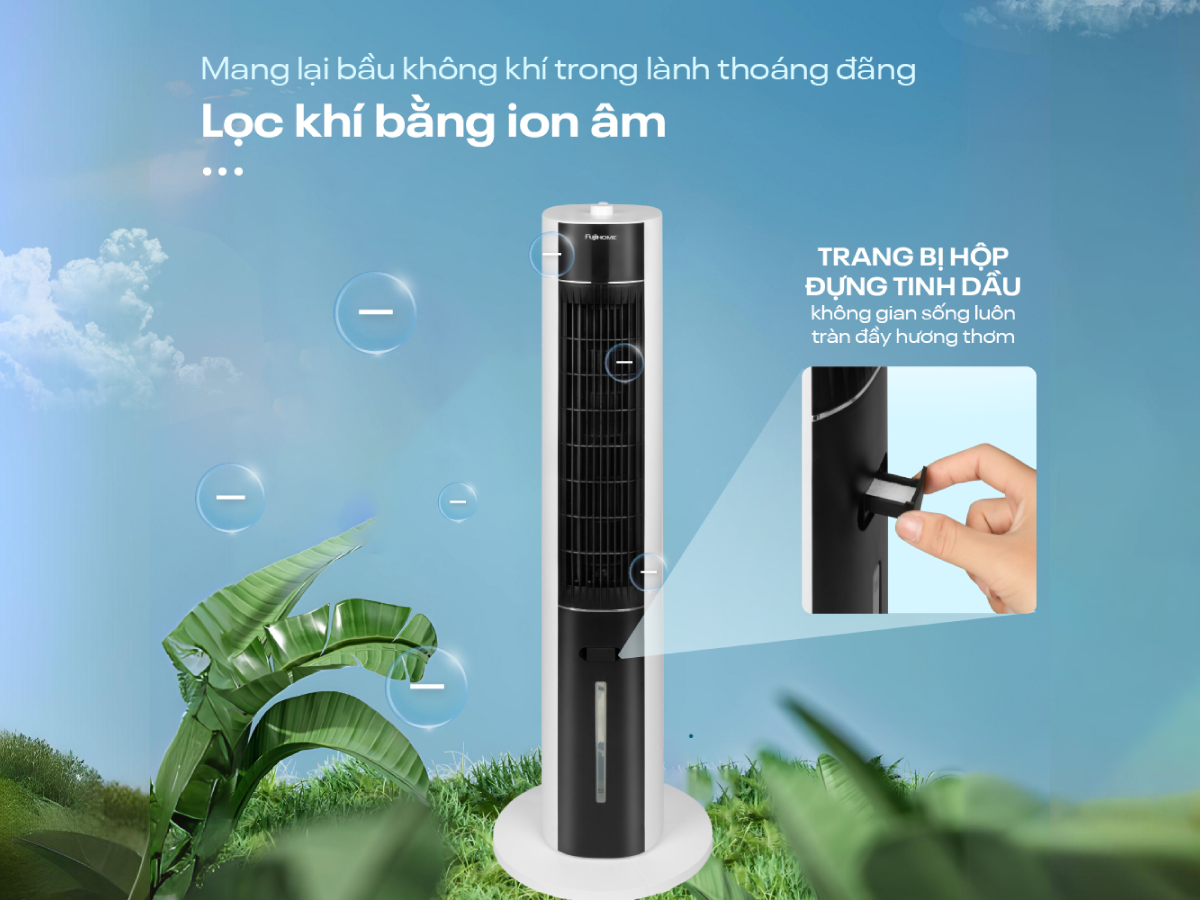 Mang lại bầu không khí trong lành thoáng đãng
Lọc khí bằng ion âm
FujiHOME
TRANG BỊ HỘP
ĐỰNG TINH DẦU
không gian sống luôn
tràn đầy hương thơm